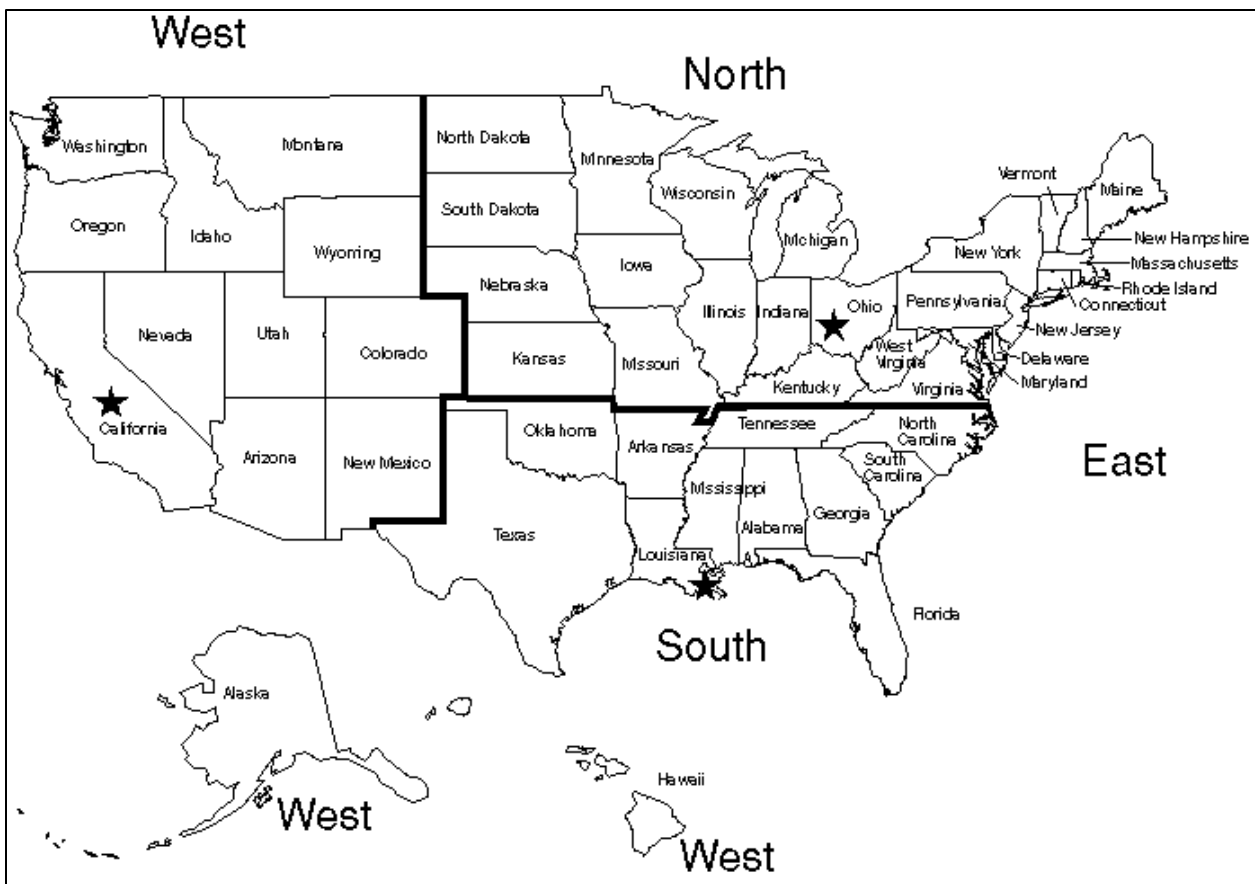 West
North
Washington
Montana
North Dakota
Minnesota
Vermont
Maine
Oregon
Idaho
Wyoming
South Dakota
Wisconsin
Michigan
New York
New Hampshire
Massachusetts
Rhode Island
Connecticut
Nebraska
Iowa
Illinois
Indiana
Ohio
Pennsylvania
New Jersey
Nevada
Utah
Colorado
Kansas
Missouri
West
Virginia
Kentucky
Virginia
Delaware
Maryland
California
Arizona
New Mexico
Oklahoma
Arkansas
Tennessee
North
Carolina
South
Carolina
East
Texas
Louisiana
Mississippi
Alabama
Georgia
Florida
South
Alaska
Hawaii
West
West